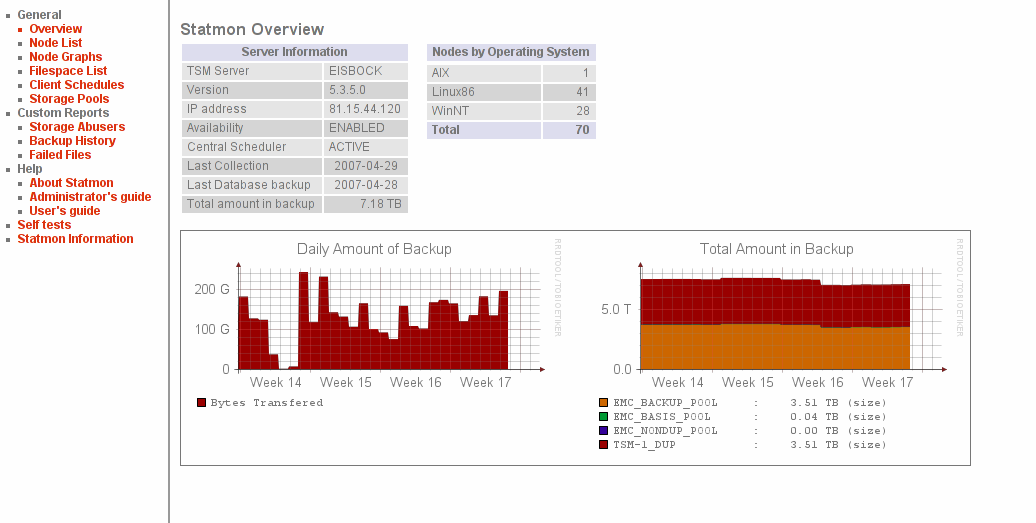 General
Overview
Node List
Node Graphs
Filespace List
Client Schedules
Storage Pools
Custom Reports
Storage Abusers
Backup History
Failed Files
Help
About Statmon
Administrator's guide
User's guide
Self tests
Statmon Information
Statmon Overview
Server Information
TSM Server EISBOCK
Version 5.3.5.0
IP address 81.15.44.120
Availability ENABLED
Central Scheduler ACTIVE
Last Collection 2007-04-29
Last Database backup 2007-04-28
Total amount in backup 7.18 TB
Nodes by Operating System
AIX 1
Linux86 41
WinNT 28
Total 70
Daily Amount of Backup
200 G
100 G
0
Week 14 Week 15 Week 16 Week 17
Bytes Transfered
RRDTOOL / TOBI OETIKER
Total Amount in Backup
5.0 T
0.0
Week 14 Week 15 Week 16 Week 17
EMC_BACKUP_POOL : 3.51 TB (size)
EMC_BASIS_POOL : 0.04 TB (size)
EMC_NONDUP_POOL : 0.00 TB (size)
TSM-1_DUP : 3.51 TB (size)
RRDTOOL / TOBI OETIKER